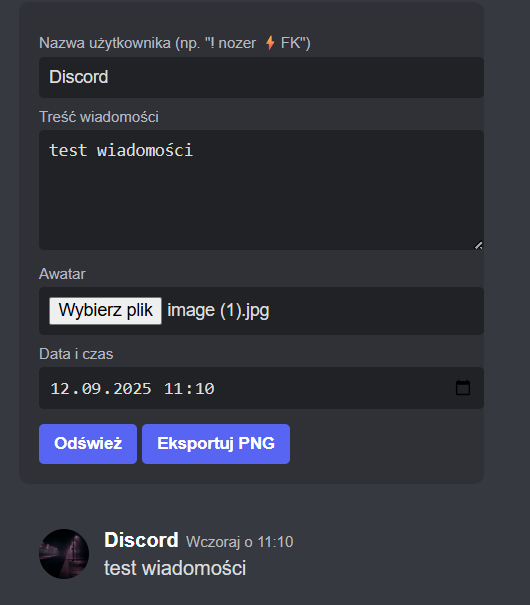 Nazwa użytkownika (np. "! nozer ⚡ FK")
Discord
Treść wiadomości
test wiadomości
Awatar
Wybierz plik image (1).jpg
Data i czas
12.09.2025 11:10
Odśwież Eksportuj PNG
Discord Wczoraj o 11:10
test wiadomości